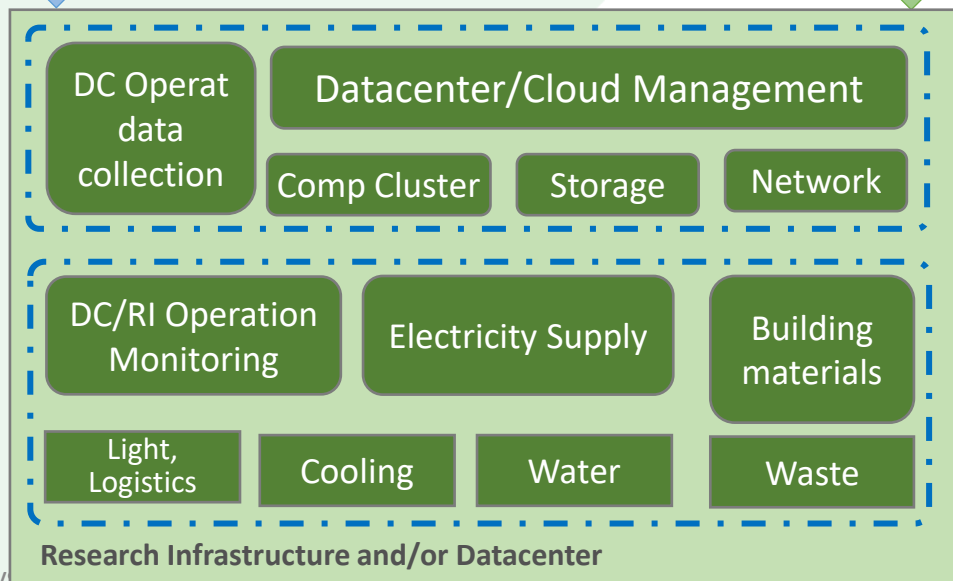 DC Operat
data
collection
Datacenter/Cloud Management
Comp Cluster
Storage
Network
DC/RI Operation
Monitoring
Electricity Supply
Building
materials
Light,
Logistics
Cooling
Water
Waste
Research Infrastructure and/or Datacenter